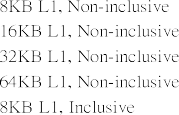 8KB L1, Non-inclusive
16KB L1, Non-inclusive
32KB L1, Non-inclusive
64KB L1, Non-inclusive
8KB L1, Inclusive